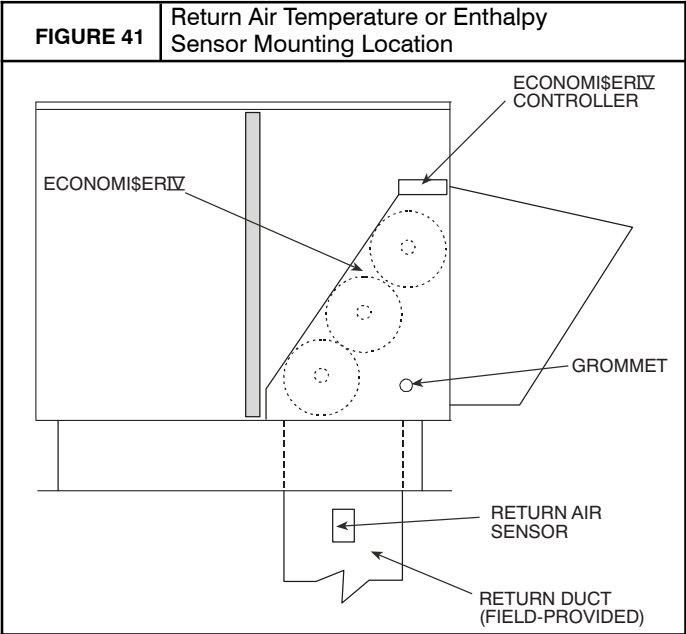 FIGURE 41
Return Air Temperature or Enthalpy
Sensor Mounting Location
ECONOMI$ERIV
CONTROLLER
ECONOMI$ERIV
GROMMET
RETURN AIR
SENSOR
RETURN DUCT
(FIELD-PROVIDED)